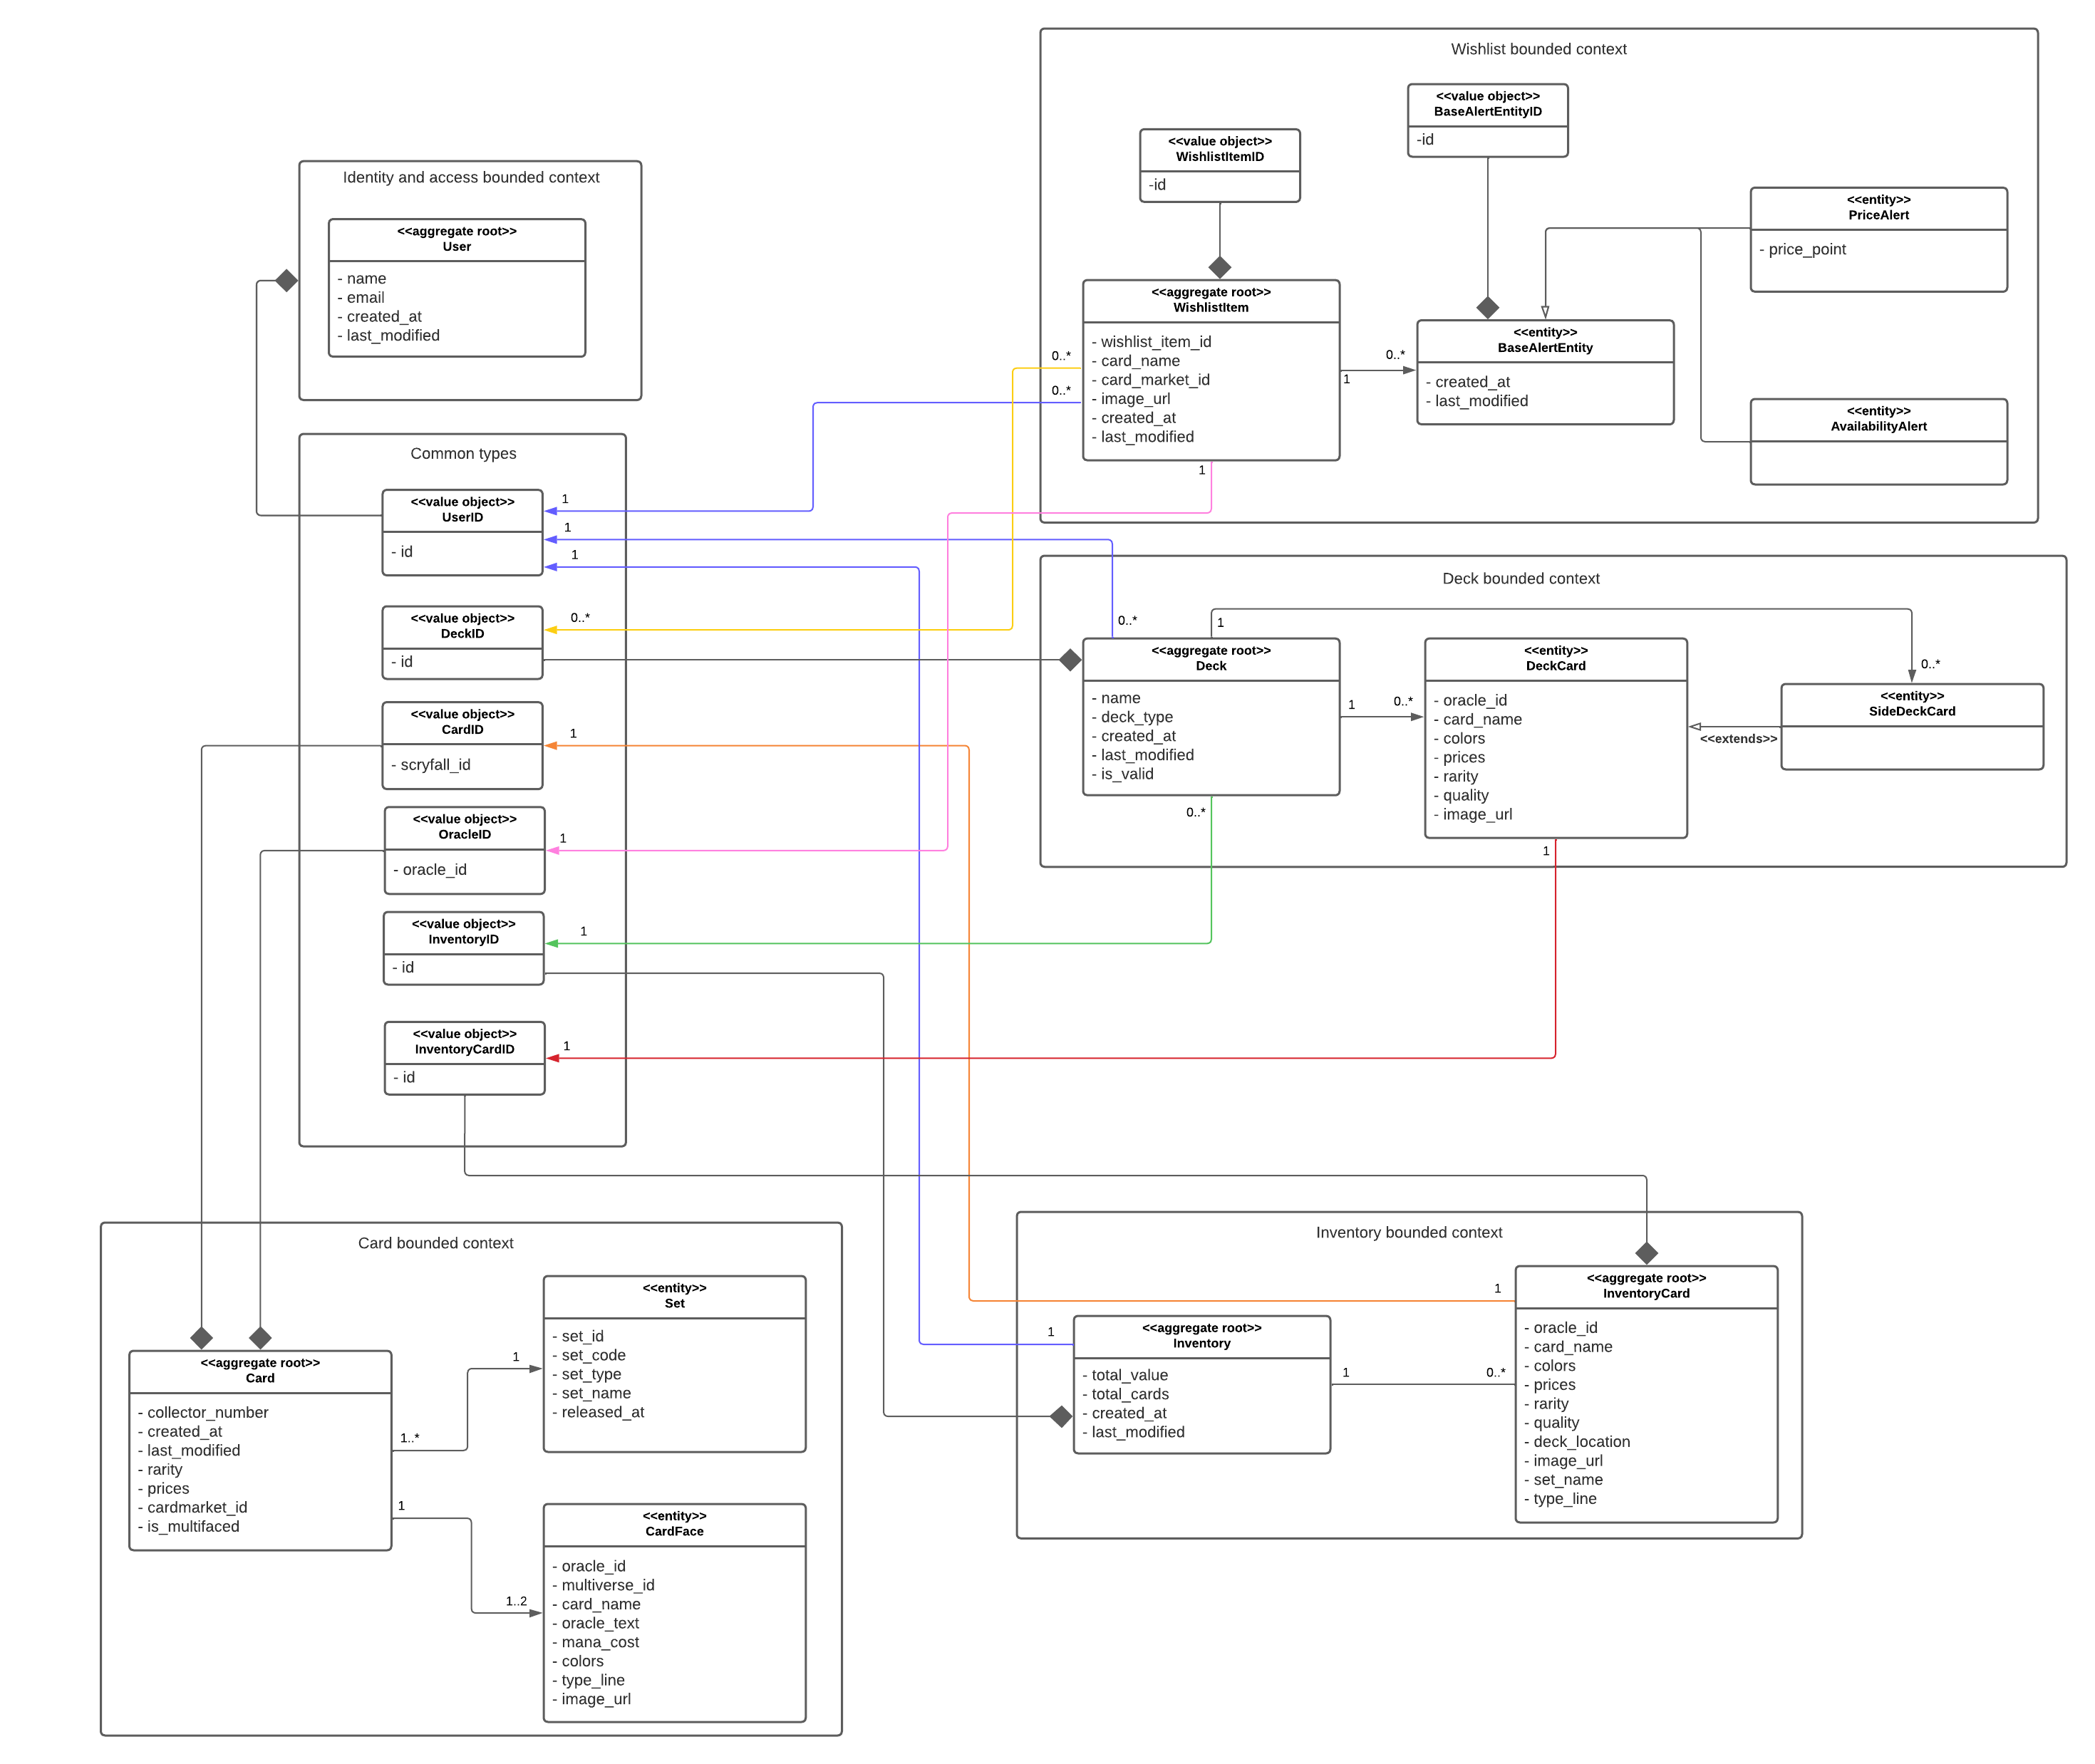 Wishlist bounded context
<<value object>>
BaseAlertEntityID
-id
<<value object>>
WishlistItemID
-id
<<entity>>
PriceAlert
- price_point
<<aggregate root>>
WishlistItem
- wishlist_item_id
- card_name
- card_market_id
- image_url
- created_at
- last_modified
0..*
0..*
1
1
0..*
<<entity>>
BaseAlertEntity
- created_at
- last_modified
<<entity>>
AvailabilityAlert
Identity and access bounded context
<<aggregate root>>
User
- name
- email
- created_at
- last_modified
Common types
<<value object>>
UserID
- id
1
1
1
<<value object>>
DeckID
- id
0..*
<<value object>>
CardID
- scryfall_id
1
<<value object>>
OracleID
- oracle_id
1
<<value object>>
InventoryID
- id
1
<<value object>>
InventoryCardID
- id
1
Deck bounded context
0..*
1
<<aggregate root>>
Deck
- name
- deck_type
- created_at
- last_modified
- is_valid
0..*
1
0..*
<<entity>>
DeckCard
- oracle_id
- card_name
- colors
- prices
- rarity
- quality
- image_url
1
0..*
<<entity>>
SideDeckCard
<<extends>>
Card bounded context
<<aggregate root>>
Card
- collector_number
- created_at
- last_modified
- rarity
- prices
- cardmarket_id
- is_multifaced
1..*
1
1
1..2
<<entity>>
Set
- set_id
- set_code
- set_type
- set_name
- released_at
<<entity>>
CardFace
- oracle_id
- multiverse_id
- card_name
- oracle_text
- mana_cost
- colors
- type_line
- image_url
Inventory bounded context
1
1
<<aggregate root>>
Inventory
- total_value
- total_cards
- created_at
- last_modified
1
0..*
<<aggregate root>>
InventoryCard
- oracle_id
- card_name
- colors
- prices
- rarity
- quality
- deck_location
- image_url
- set_name
- type_line